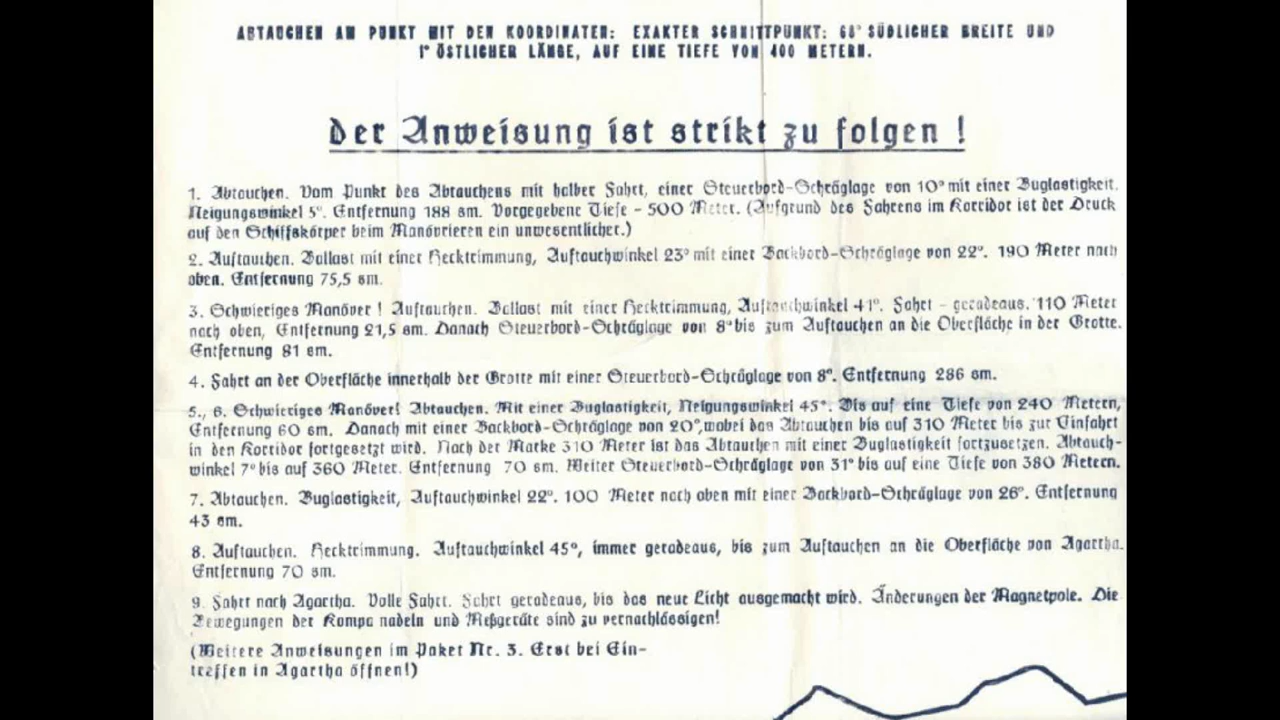 ABTAUCHEN AM PUNKT MIT DEN KOORDINATEN: EXAKTER SCHNITTPUNKT: 68° SÜDLICHER BREITE UND
1° ÖSTLICHER LÄNGE, AUF EINE TIEFE VON 400 METERN.
Der Anweisung ist strikt zu folgen !
1. Abtauchen. Vom Punkt des Abtauchens mit halber Fahrt, einer Steuerbord-Schräglage von 10° mit einer Buglastigkeit.
Neigungswinkel 5°. Entfernung 188 sm. Vorgegebene Tiefe - 500 Meter. (Aufgrund des Fahrens im Korridor ist der Druck
auf den Schiffskörper beim Manövrieren ein unwesentlicher.)
2. Auftauchen. Ballast mit einer Hecktrimmung, Auftauchwinkel 23° mit einer Backbord-Schräglage von 22°. 190 Meter nach
oben. Entfernung 75,5 sm.
3. Schwieriges Manöver ! Auftauchen. Ballast mit einer Hecktrimmung, Auftauchwinkel 41°. Fahrt - geradeaus. 110 Meter
nach oben, Entfernung 21,5 sm. Danach Steuerbord-Schräglage von 8° bis zum Auftauchen an die Oberfläche in der Grotte.
Entfernung 81 sm.
4. Fahrt an der Oberfläche innerhalb der Grotte mit einer Steuerbord-Schräglage von 8°. Entfernung 286 sm.
5., 6. Schwieriges Manöver! Abtauchen. Mit einer Buglastigkeit, Neigungswinkel 45°. Bis auf eine Tiefe von 240 Metern,
Entfernung 60 sm. Danach mit einer Backbord-Schräglage von 20°, wobei das Abtauchen bis auf 310 Meter bis zur Einfahrt
in den Korridor fortgesetzt wird. Nach der Marke 310 Meter ist das Abtauchen mit einer Buglastigkeit fortzusetzen. Abtauch-
winkel 7° bis auf 360 Meter. Entfernung 70 sm. Weiter Steuerbord-Schräglage von 31° bis auf eine Tiefe von 380 Metern.
7. Abtauchen. Buglastigkeit, Auftauchwinkel 22°. 100 Meter nach oben mit einer Backbord-Schräglage von 26°. Entfernung
43 sm.
8. Auftauchen. Hecktrimmung. Auftauchwinkel 45°, immer geradeaus, bis zum Auftauchen an die Oberfläche von Agartha.
Entfernung 70 sm.
9. Fahrt nach Agartha. Volle Fahrt. Fahrt geradeaus, bis das neue Licht ausgemacht wird. Änderungen der Magnetpole. Die
Bewegungen der Kompa nadeln und Meßgeräte sind zu vernachlässigen!
(Weitere Anweisungen im Paket Nr. 3. Erst bei Ein-
treffen in Agartha öffnen!)